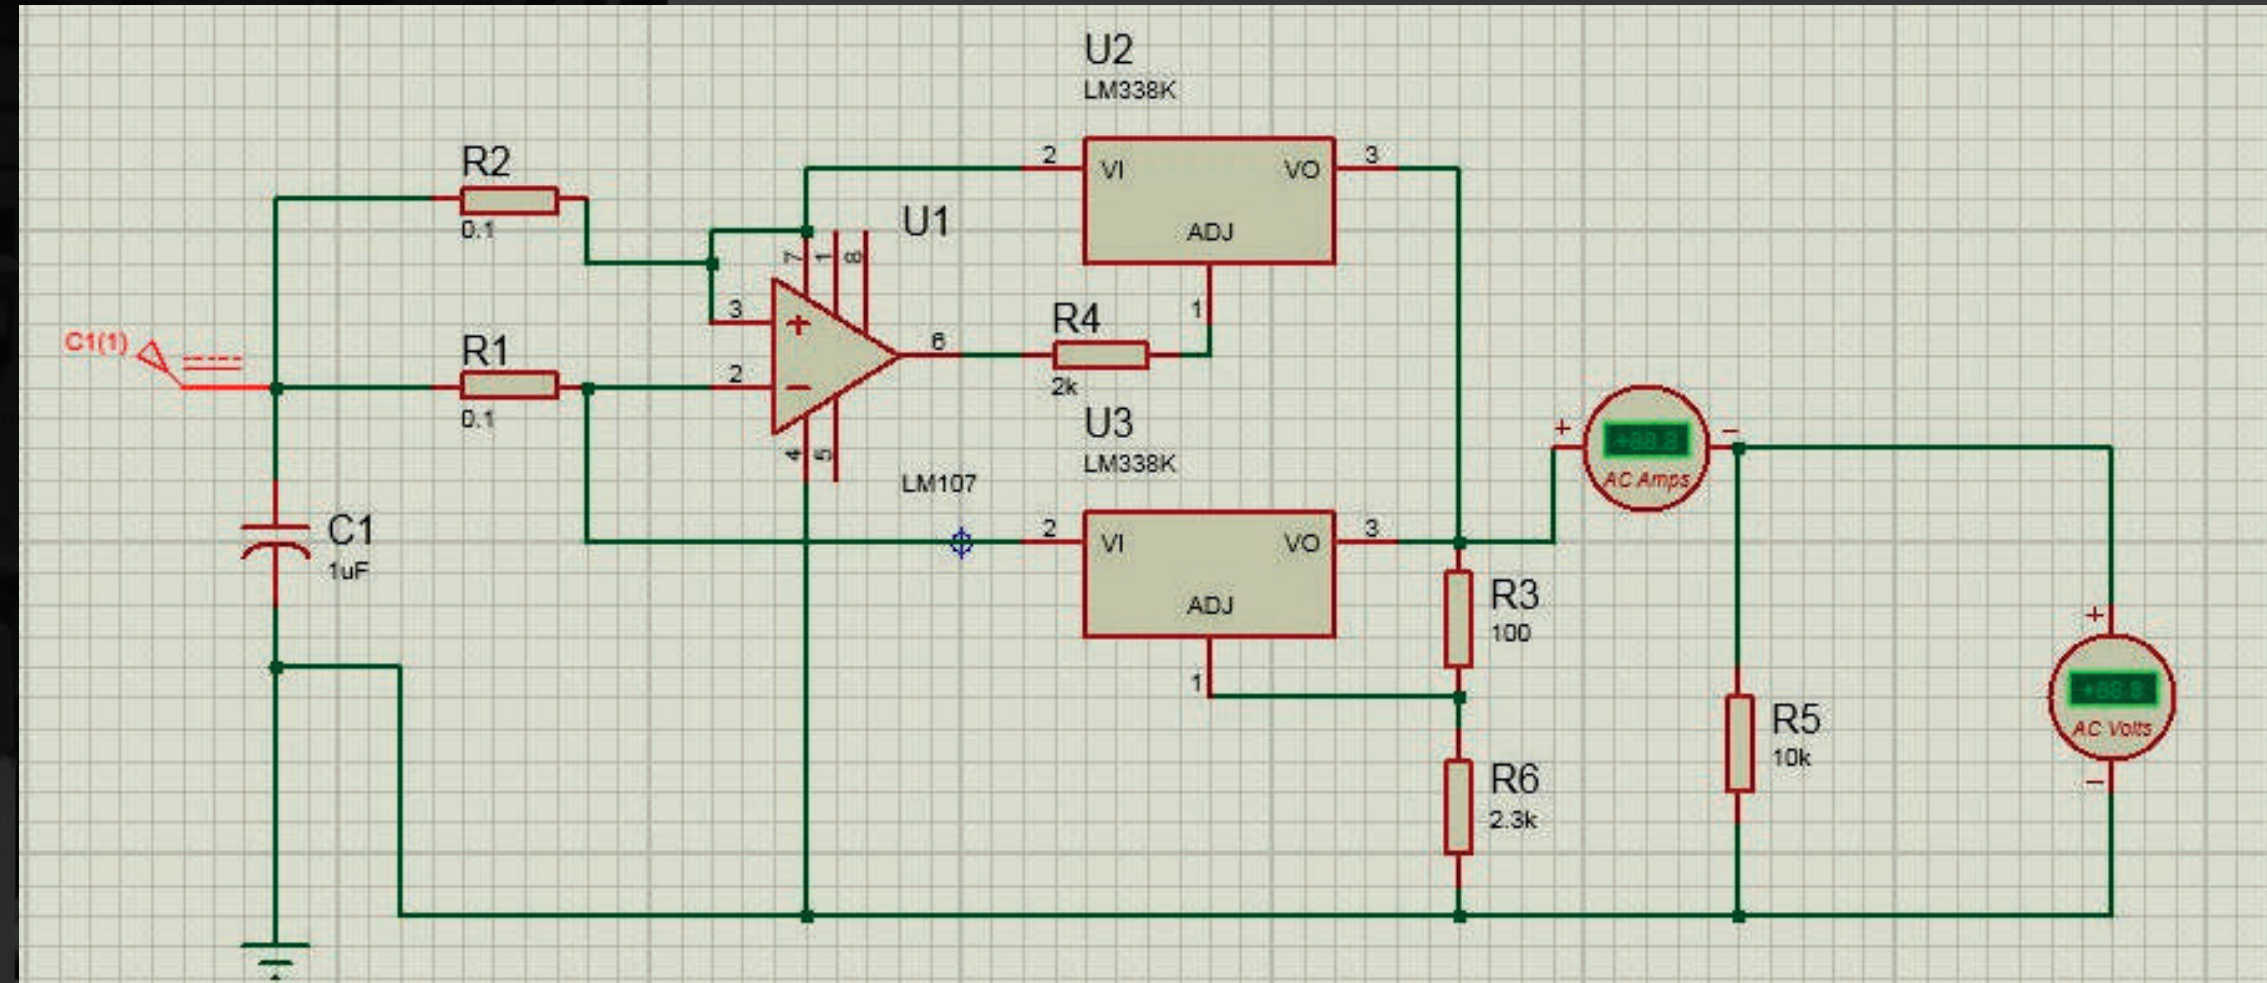 U2
LM338K
2
VI
VO
3
ADJ
1
R2
0.1
U1
7
1
8
3
+
2
−
6
4
5
LM107
R4
2k
C1(1)
R1
0.1
U3
LM338K
2
VI
VO
3
ADJ
1
C1
1uF
+
−
AC Amps
R3
100
R6
2.3k
R5
10k
+
AC Volts
−